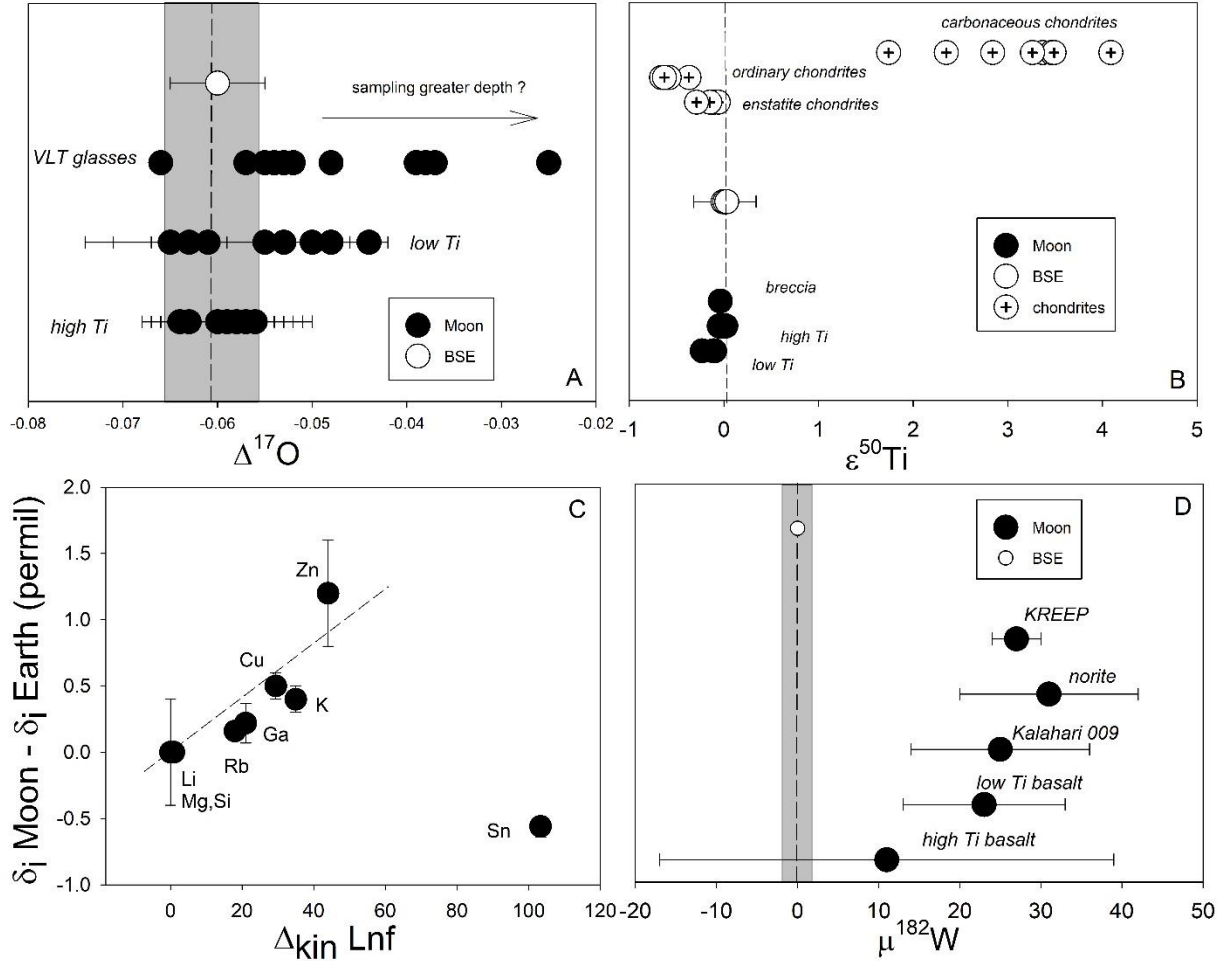 sampling greater depth ?
VLT glasses
low Ti
high Ti
Moon
BSE
A
-0.08 -0.07 -0.06 -0.05 -0.04 -0.03 -0.02
Δ17O
carbonaceous chondrites
ordinary chondrites
enstatite chondrites
Moon
BSE
chondrites
breccia
high Ti
low Ti
B
-1 0 1 2 3 4 5
ε50Ti
C
2.0
1.5
1.0
0.5
0.0
-0.5
-1.0
δi Moon - δi Earth (permil)
Zn
Cu
K
Ga
Rb
Li
Mg,Si
Sn
0 20 40 60 80 100 120
Δkin Lnf
D
Moon
BSE
KREEP
norite
Kalahari 009
low Ti basalt
high Ti basalt
-20 -10 0 10 20 30 40 50
μ182W